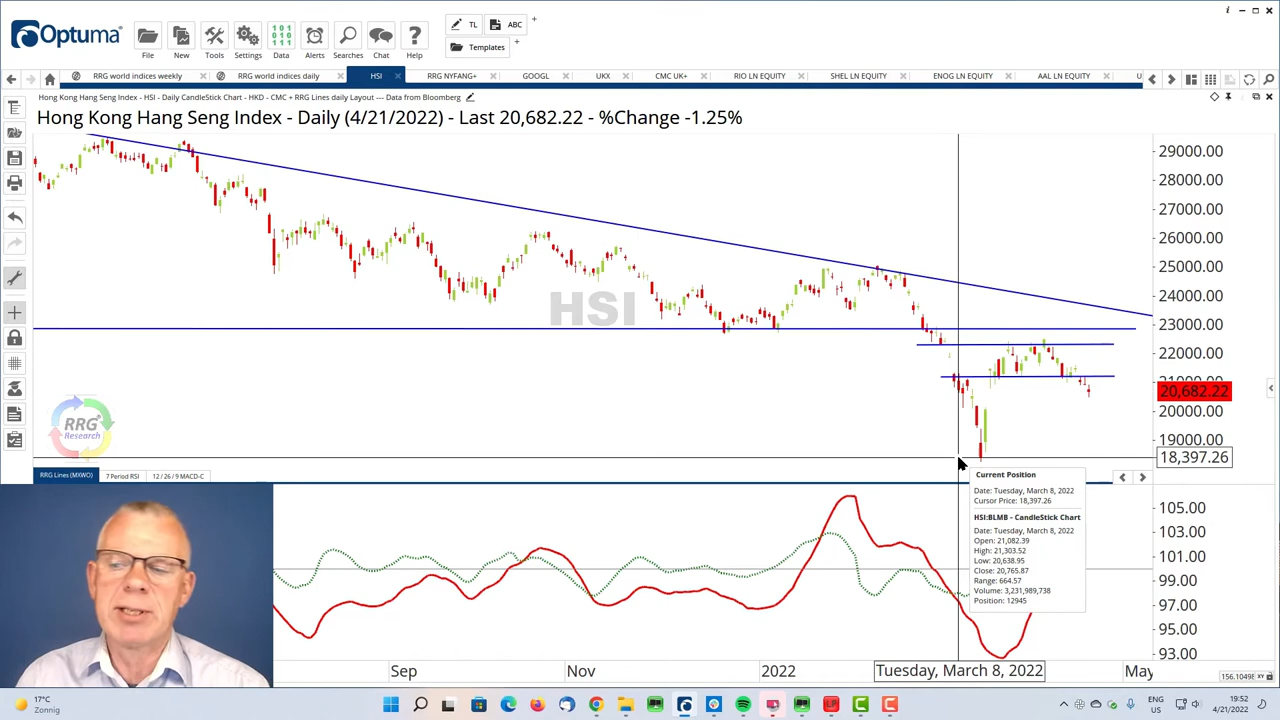 Optuma®
File
New
Tools
Settings
Data
Alerts
Searches
Chat
Help
TL
ABC
Templates
RRG world indices weekly
RRG world indices daily
HSI
RRG NYFANG+
GOOGL
UKX
CMC UK+
RIO LN EQUITY
SHEL LN EQUITY
ENOG LN EQUITY
AAL LN EQUITY
Hong Kong Hang Seng Index - HSI - Daily CandleStick Chart - HKD - CMC + RRG Lines daily Layout --- Data from Bloomberg
Hong Kong Hang Seng Index - Daily (4/21/2022) - Last 20,682.22 - %Change -1.25%
29000.00
28000.00
27000.00
26000.00
25000.00
24000.00
23000.00
22000.00
21000.00
20,682.22
20000.00
19000.00
18,397.26
HSI
RRG®
Research
RRG Lines (MXWO)
7 Period RSI
12 / 26 / 9 MACD-C
Current Position
Date: Tuesday, March 8, 2022
Cursor Price: 18,397.26
HSI:BLMB - CandleStick Chart
Date: Tuesday, March 8, 2022
Open: 21,082.39
High: 21,303.52
Low: 20,638.95
Close: 20,765.87
Range: 664.57
Volume: 3,231,989,738
Position: 12945
105.00
103.00
101.00
99.00
97.00
95.00
93.00
Sep
Nov
2022
Tuesday, March 8, 2022
May
156.10498 XY
17°C
Zonnig
ENG
US
19:52
4/21/2022